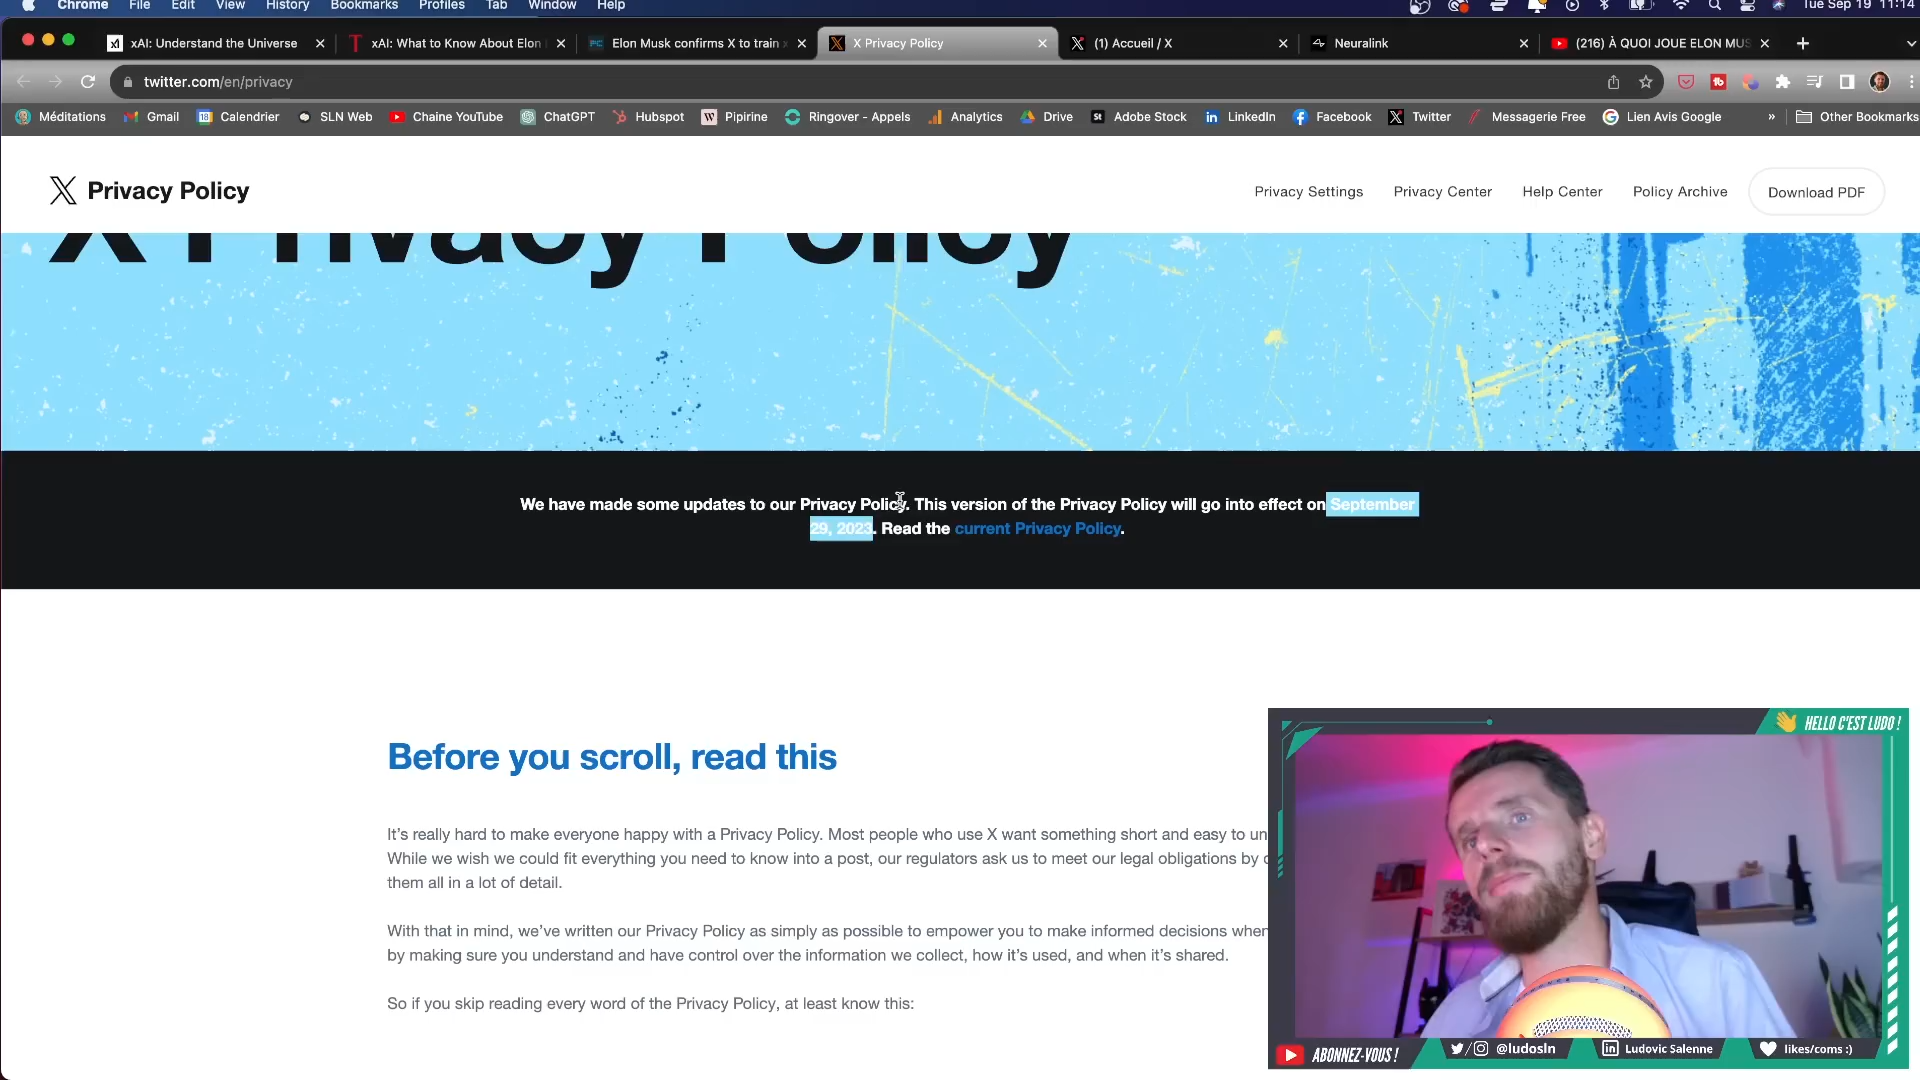 Chrome File Edit View History Bookmarks Profiles Tab Window Help Tue Sep 19 11:14
xAI: Understand the Universe
xAI: What to Know About Elon
Elon Musk confirms X to train
X Privacy Policy
(1) Accueil / X
Neuralink
(216) À QUOI JOUE ELON MUS
twitter.com/en/privacy
Méditations Gmail Calendrier SLN Web Chaine YouTube ChatGPT Hubspot Pipirine Ringover - Appels Analytics Drive Adobe Stock LinkedIn Facebook Twitter Messagerie Free Lien Avis Google » Other Bookmarks
Privacy Policy
Privacy Settings Privacy Center Help Center Policy Archive Download PDF
X Privacy Policy
We have made some updates to our Privacy Policy. This version of the Privacy Policy will go into effect on September
29, 2023. Read the current Privacy Policy.
Before you scroll, read this
It’s really hard to make everyone happy with a Privacy Policy. Most people who use X want something short and easy to un
While we wish we could fit everything you need to know into a post, our regulators ask us to meet our legal obligations by
them all in a lot of detail.
With that in mind, we’ve written our Privacy Policy as simply as possible to empower you to make informed decisions when
by making sure you understand and have control over the information we collect, how it’s used, and when it’s shared.
So if you skip reading every word of the Privacy Policy, at least know this:
HELLO C'EST LUDO !
ABONNEZ-VOUS !
@ludosln
Ludovic Salenne
likes/coms :)